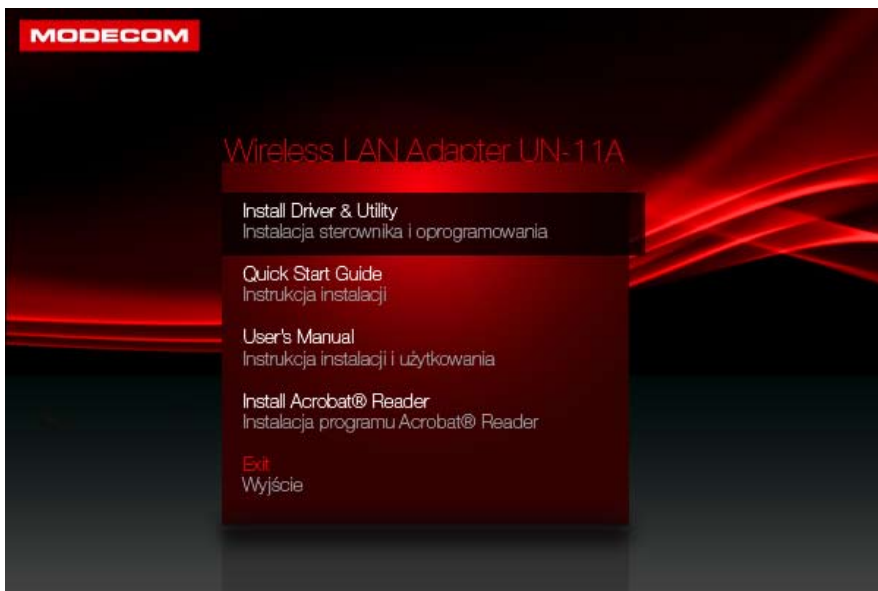 MODECOM
Wireless LAN Adapter UN-11A
Install Driver & Utility
Instalacja sterownika i oprogramowania
Quick Start Guide
Instrukcja instalacji
User's Manual
Instrukcja instalacji i użytkowania
Install Acrobat® Reader
Instalacja programu Acrobat® Reader
Exit
Wyjście